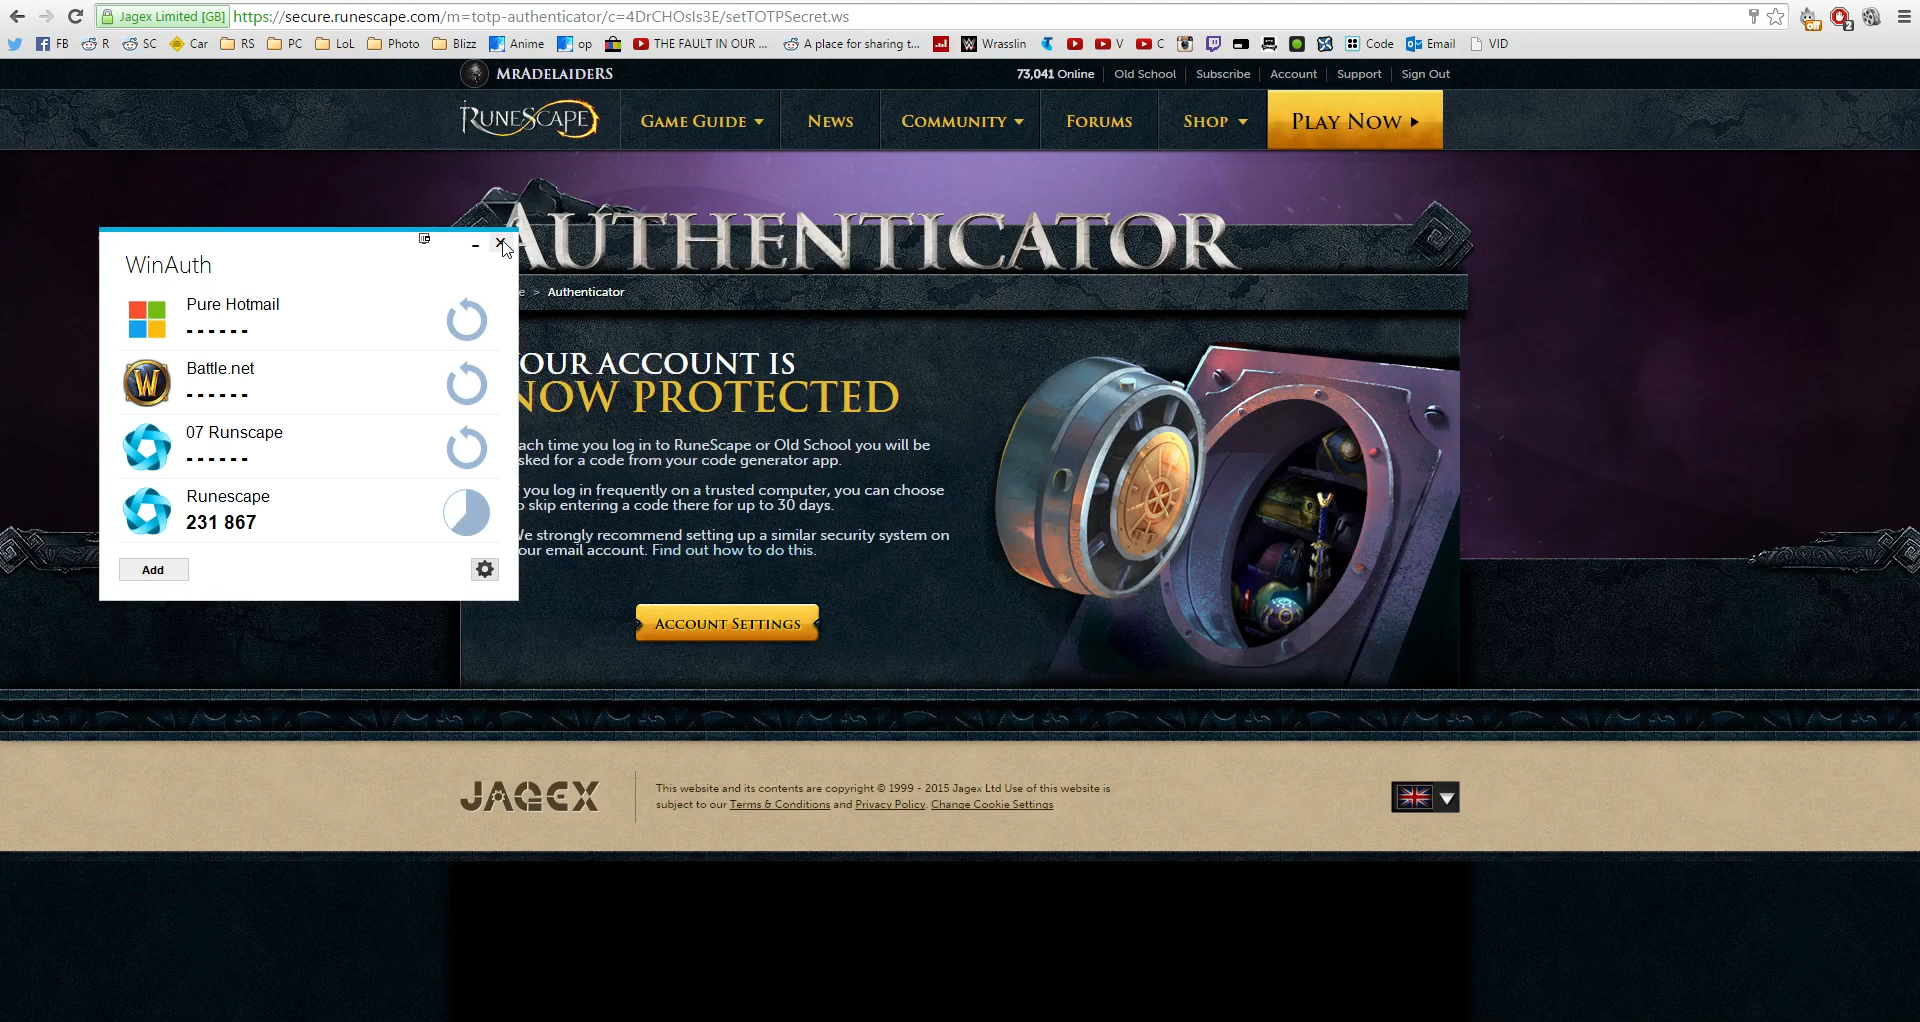 Jagex Limited [GB] https://secure.runescape.com/m=totp-authenticator/c=4DrCHOsIs3E/setTOTPSecret.ws
off 2
FB R SC Car RS PC LoL Photo Blizz Anime op THE FAULT IN OUR ... A place for sharing t... Wrasslin V C Code Email VID
MrAdelaideRS 73,041 Online Old School Subscribe Account Support Sign Out
RuneScape Game Guide News Community Forums Shop Play Now
Authenticator
e > Authenticator
WinAuth
Pure Hotmail
- - - - - -
Battle.net
- - - - - -
07 Runscape
- - - - - -
Runescape
231 867
Add
OUR ACCOUNT IS
NOW PROTECTED
ach time you log in to RuneScape or Old School you will be
sked for a code from your code generator app.
you log in frequently on a trusted computer, you can choose
o skip entering a code there for up to 30 days.
We strongly recommend setting up a similar security system on
our email account. Find out how to do this.
Account Settings
JAGEX
This website and its contents are copyright © 1999 - 2015 Jagex Ltd Use of this website is
subject to our Terms & Conditions and Privacy Policy. Change Cookie Settings